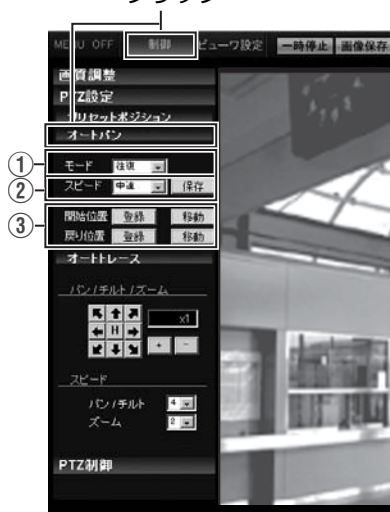 MENU OFF 制御 ビューワ設定 一時停止 画像保存
画質調整
PTZ設定
プリセットポジション
オートパン
① モード 往復
② スピード 中速 保存
③ 開始位置 登録 移動
戻り位置 登録 移動
オートトレース
パン/チルト/ズーム
H x1
+ -
スピード
パン/チルト 4
ズーム 2
PTZ制御